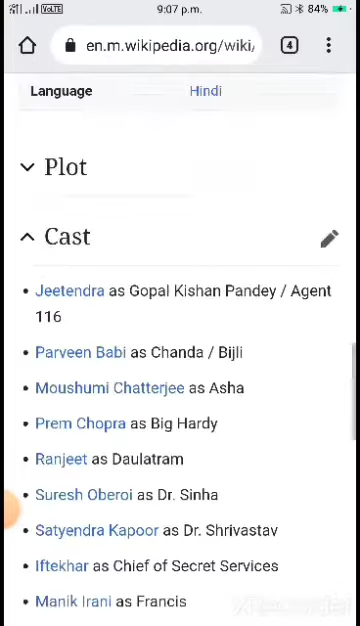 VoLTE 9:07 p.m. 84%
en.m.wikipedia.org/wiki/ 4
Language Hindi
Plot
Cast
• Jeetendra as Gopal Kishan Pandey / Agent
116
• Parveen Babi as Chanda / Bijli
• Moushumi Chatterjee as Asha
• Prem Chopra as Big Hardy
• Ranjeet as Daulatram
• Suresh Oberoi as Dr. Sinha
• Satyendra Kapoor as Dr. Shrivastav
• Iftekhar as Chief of Secret Services
• Manik Irani as Francis